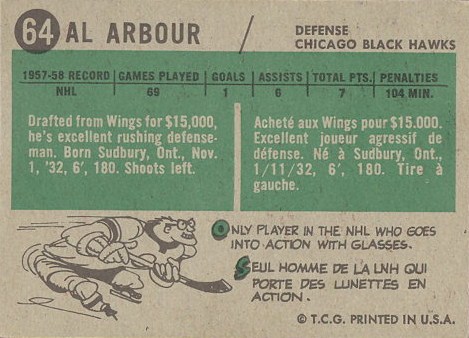 64 AL ARBOUR / DEFENSE
CHICAGO BLACK HAWKS
1957-58 RECORD GAMES PLAYED GOALS ASSISTS TOTAL PTS. PENALTIES
NHL 69 1 6 7 104 MIN.
Drafted from Wings for $15,000,
he's excellent rushing defense-
man. Born Sudbury, Ont., Nov.
1, '32, 6', 180. Shoots left.
Acheté aux Wings pour $15.000.
Excellent joueur agressif de
défense. Né à Sudbury, Ont.,
1/11/32, 6', 180. Tire à
gauche.
ONLY PLAYER IN THE NHL WHO GOES
INTO ACTION WITH GLASSES.
SEUL HOMME DE LA LNH QUI
PORTE DES LUNETTES EN
ACTION.
© T.C.G. PRINTED IN U.S.A.